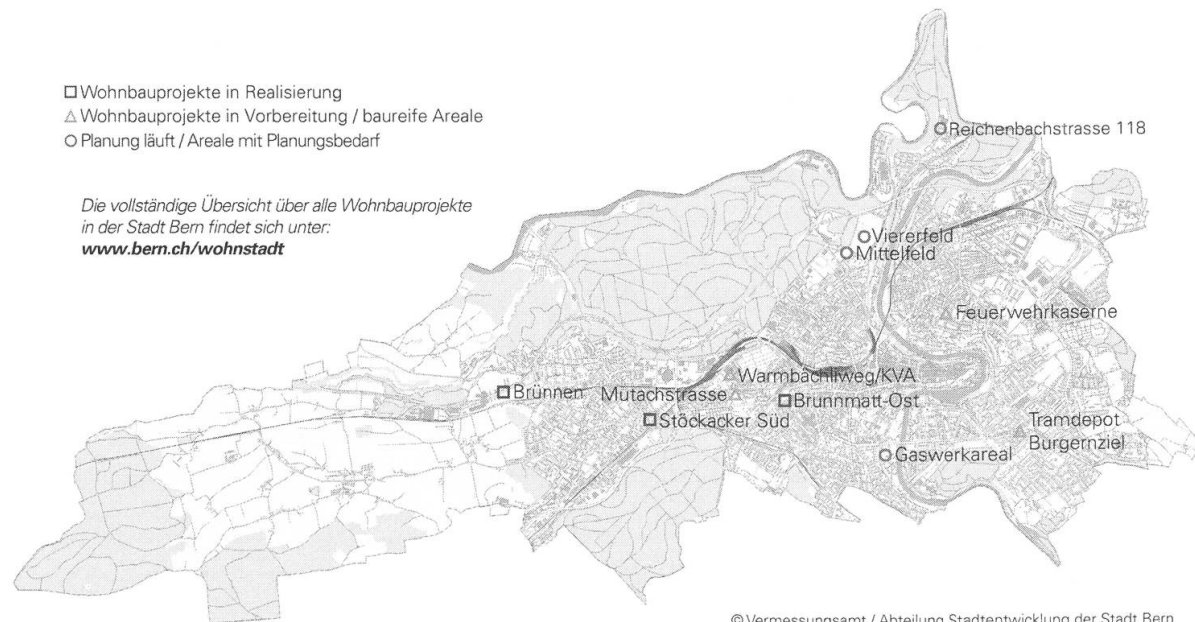 Wohnbauprojekte in Realisierung
Wohnbauprojekte in Vorbereitung / baureife Areale
Planung läuft / Areale mit Planungsbedarf
Die vollständige Übersicht über alle Wohnbauprojekte
in der Stadt Bern findet sich unter:
www.bern.ch/wohnstadt
Reichenbachstrasse 118
Viererfeld
Mittelfeld
Feuerwehrkaserne
Warmbächliweg/KVA
Brünnen
Mutachstrasse
Brunnmatt-Ost
Stöckacker Süd
Tramdepot
Burgernziel
Gaswerkareal
© Vermessungsamt / Abteilung Stadtentwicklung der Stadt Bern